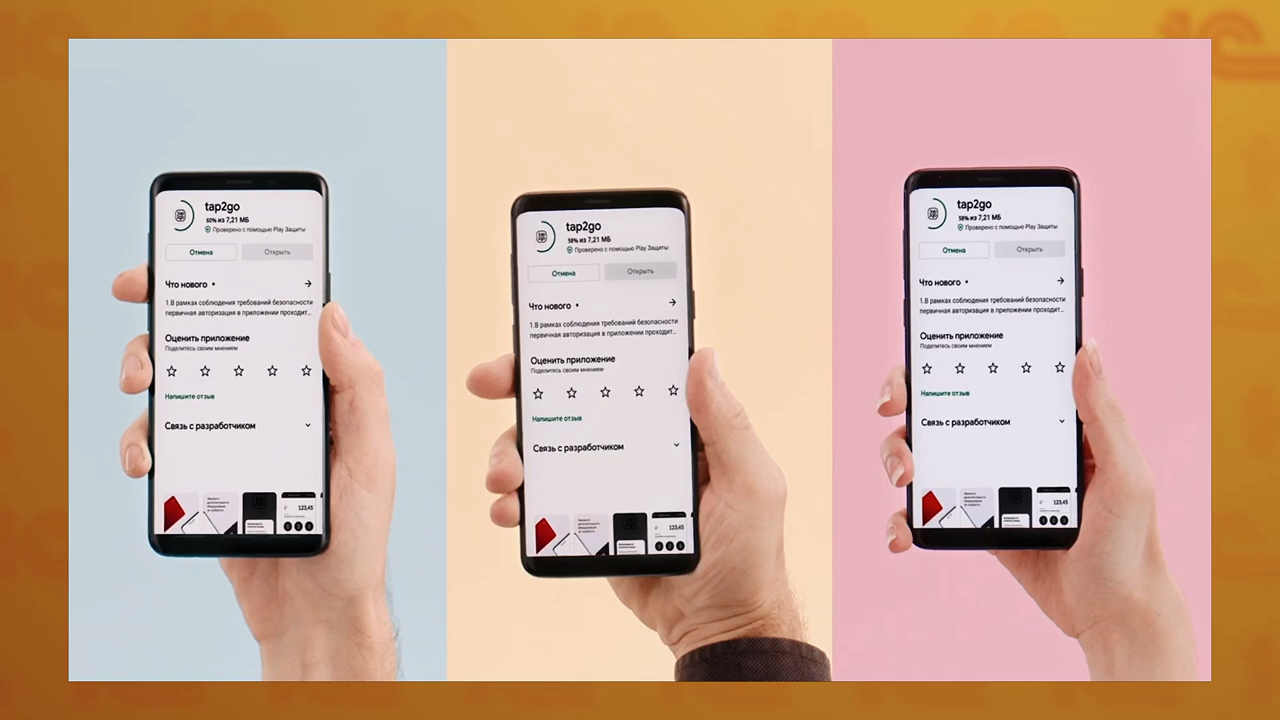 tap2go
60% из 7,21 МБ
Проверено с помощью Play Защиты
Отмена
Открыть
Что нового •
1.В рамках соблюдения требований безопасности
первичная авторизация в приложении проходит...
Оценить приложение
Поделитесь своим мнением
Напишите отзыв
Связь с разработчиком
123,45
tap2go
58% из 7,21 МБ
Проверено с помощью Play Защиты
Отмена
Открыть
Что нового •
1.В рамках соблюдения требований безопасности
первичная авторизация в приложении проходит...
Оценить приложение
Поделитесь своим мнением
Напишите отзыв
Связь с разработчиком
123,45
tap2go
58% из 7,21 МБ
Проверено с помощью Play Защиты
Отмена
Открыть
Что нового •
1.В рамках соблюдения требований безопасности
первичная авторизация в приложении проходит...
Оценить приложение
Поделитесь своим мнением
Напишите отзыв
Связь с разработчиком
123,45
1С